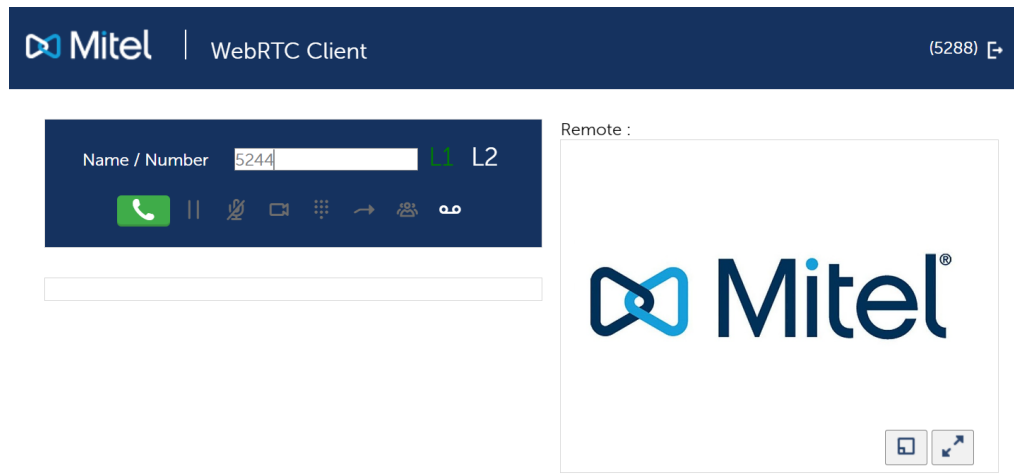 Mitel WebRTC Client (5288)
Name / Number 5244 L1 L2
Remote :
Mitel®